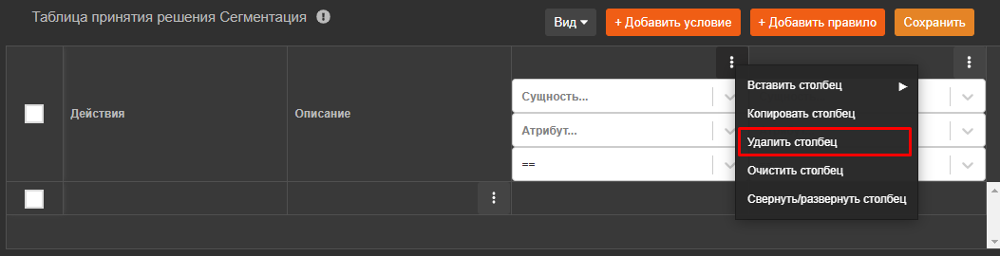 Таблица принятия решения Сегментация
Вид
+ Добавить условие
+ Добавить правило
Сохранить
Действия
Описание
Сущность...
Атрибут...
==
Вставить столбец
Копировать столбец
Удалить столбец
Очистить столбец
Свернуть/развернуть столбец